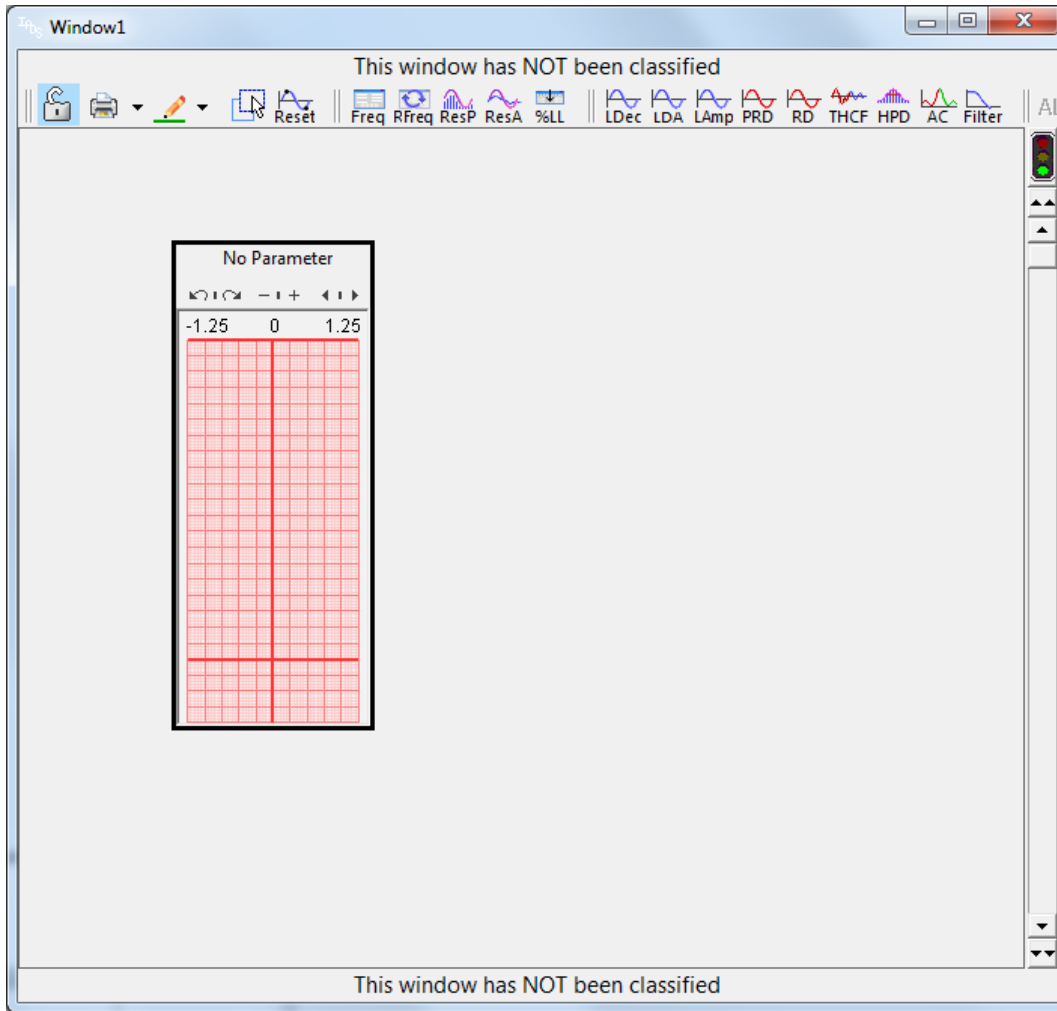 IADS Window1
This window has NOT been classified
Reset Freq RFreq ResP ResA %LL LDec LDA LAmp PRD RD THCF HPD AC Filter
No Parameter
-1.25 0 1.25
This window has NOT been classified